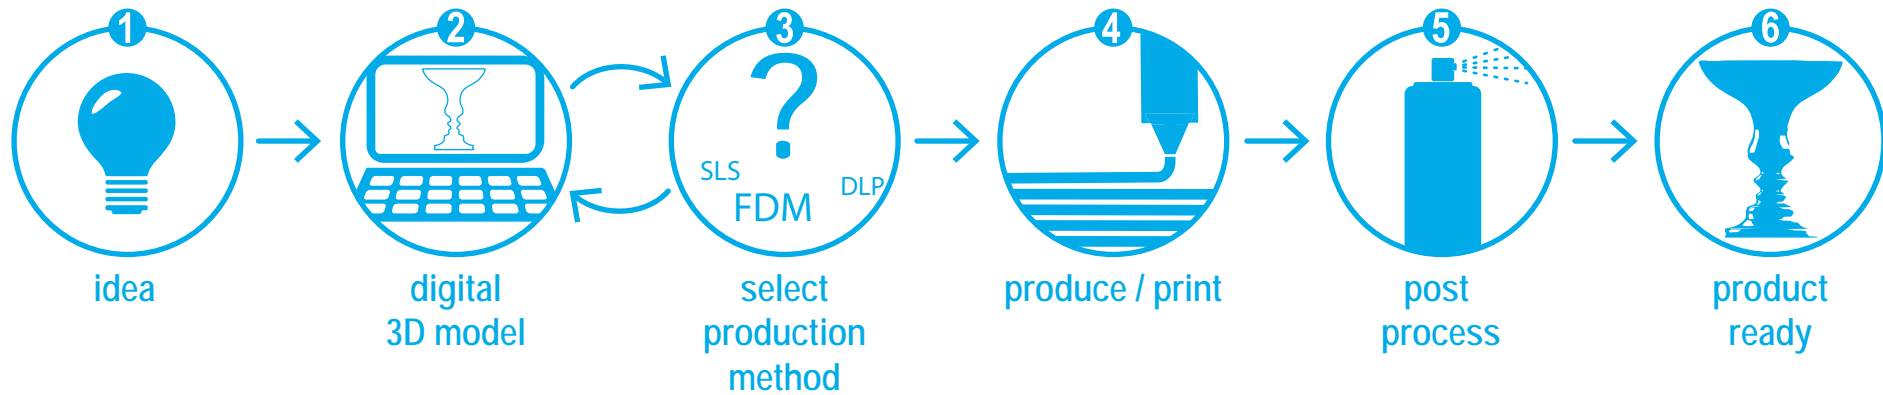 1
2
3
4
5
6
SLS
DLP
FDM
idea
digital
3D model
select
production
method
produce / print
post
process
product
ready